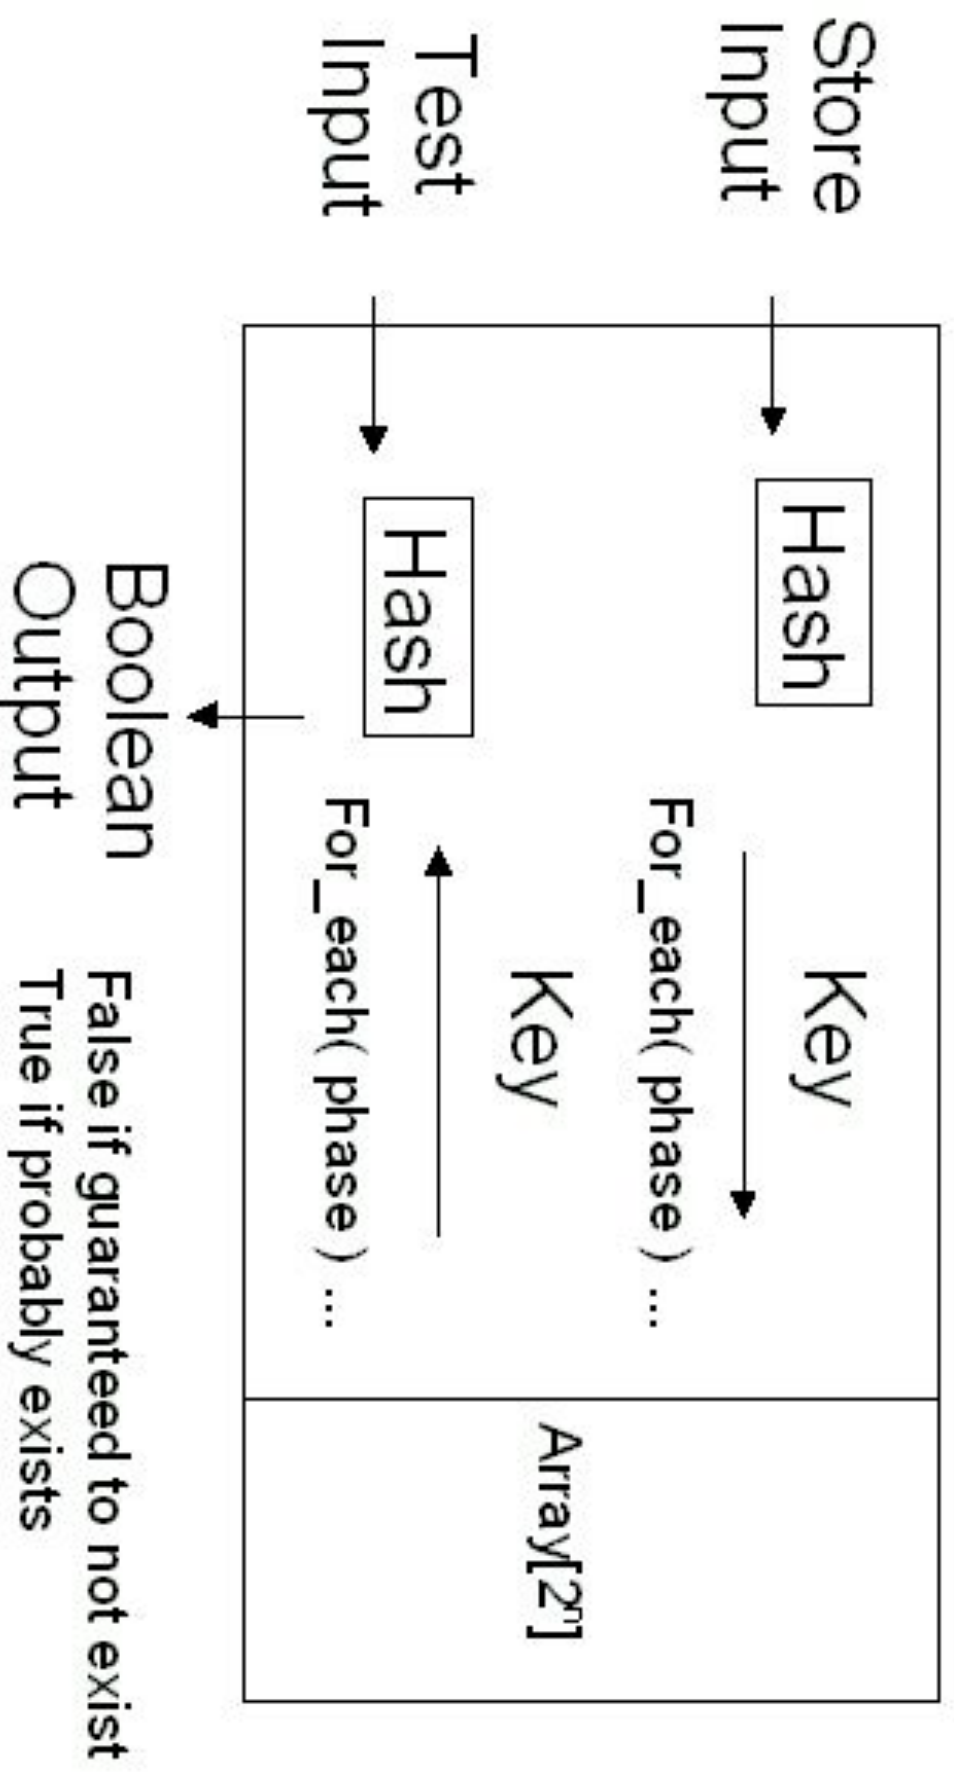 Store
Input
Hash
Key
For_each( phase ) ...
Test
Input
Hash
Key
For_each( phase ) ...
Array[2ⁿ]
Boolean
Output
False if guaranteed to not exist
True if probably exists